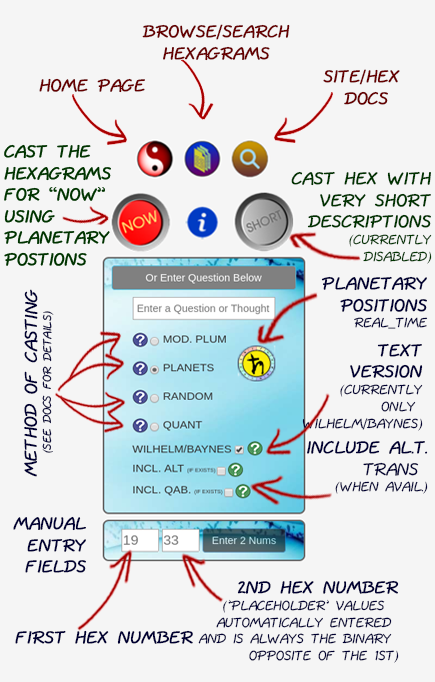 BROWSE/SEARCH
HEXAGRAMS
HOME PAGE
SITE/HEX
DOCS
CAST THE
HEXAGRAMS
FOR “NOW”
USING
PLANETARY
POSTIONS
NOW
i
SHORT
CAST HEX WITH
VERY SHORT
DESCRIPTIONS
(CURRENTLY
DISABLED)
Or Enter Question Below
Enter a Question or Thought
PLANETARY
POSITIONS
REAL_TIME
METHOD OF CASTING
(SEE DOCS FOR DETAILS)
? MOD. PLUM
? PLANETS
? RANDOM
? QUANT
TEXT
VERSION
(CURRENTLY
ONLY
WILHELM/BAYNES)
WILHELM/BAYNES ?
INCL. ALT (IF EXISTS) ?
INCL. QAB. (IF EXISTS) ?
INCLUDE ALT.
TRANS
(WHEN AVAIL.)
MANUAL
ENTRY
FIELDS
19 33 Enter 2 Nums
2ND HEX NUMBER
("PLACEHOLDER" VALUES
AUTOMATICALLY ENTERED
AND IS ALWAYS THE BINARY
OPPOSITE OF THE 1ST)
FIRST HEX NUMBER